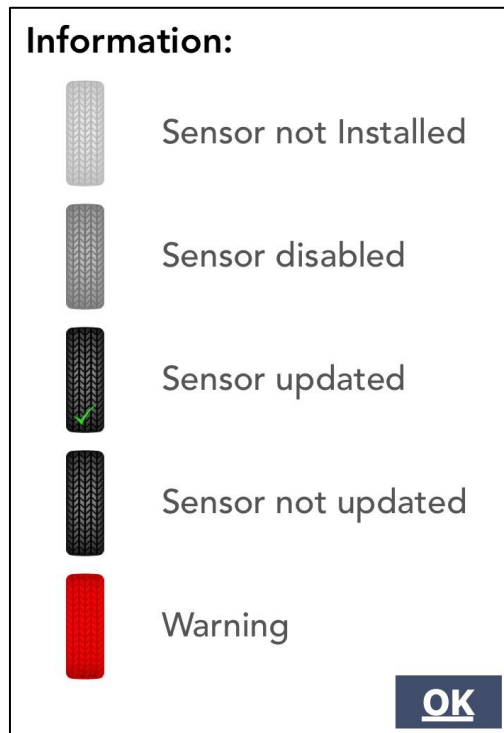 Information:
Sensor not Installed
Sensor disabled
Sensor updated
Sensor not updated
Warning
OK